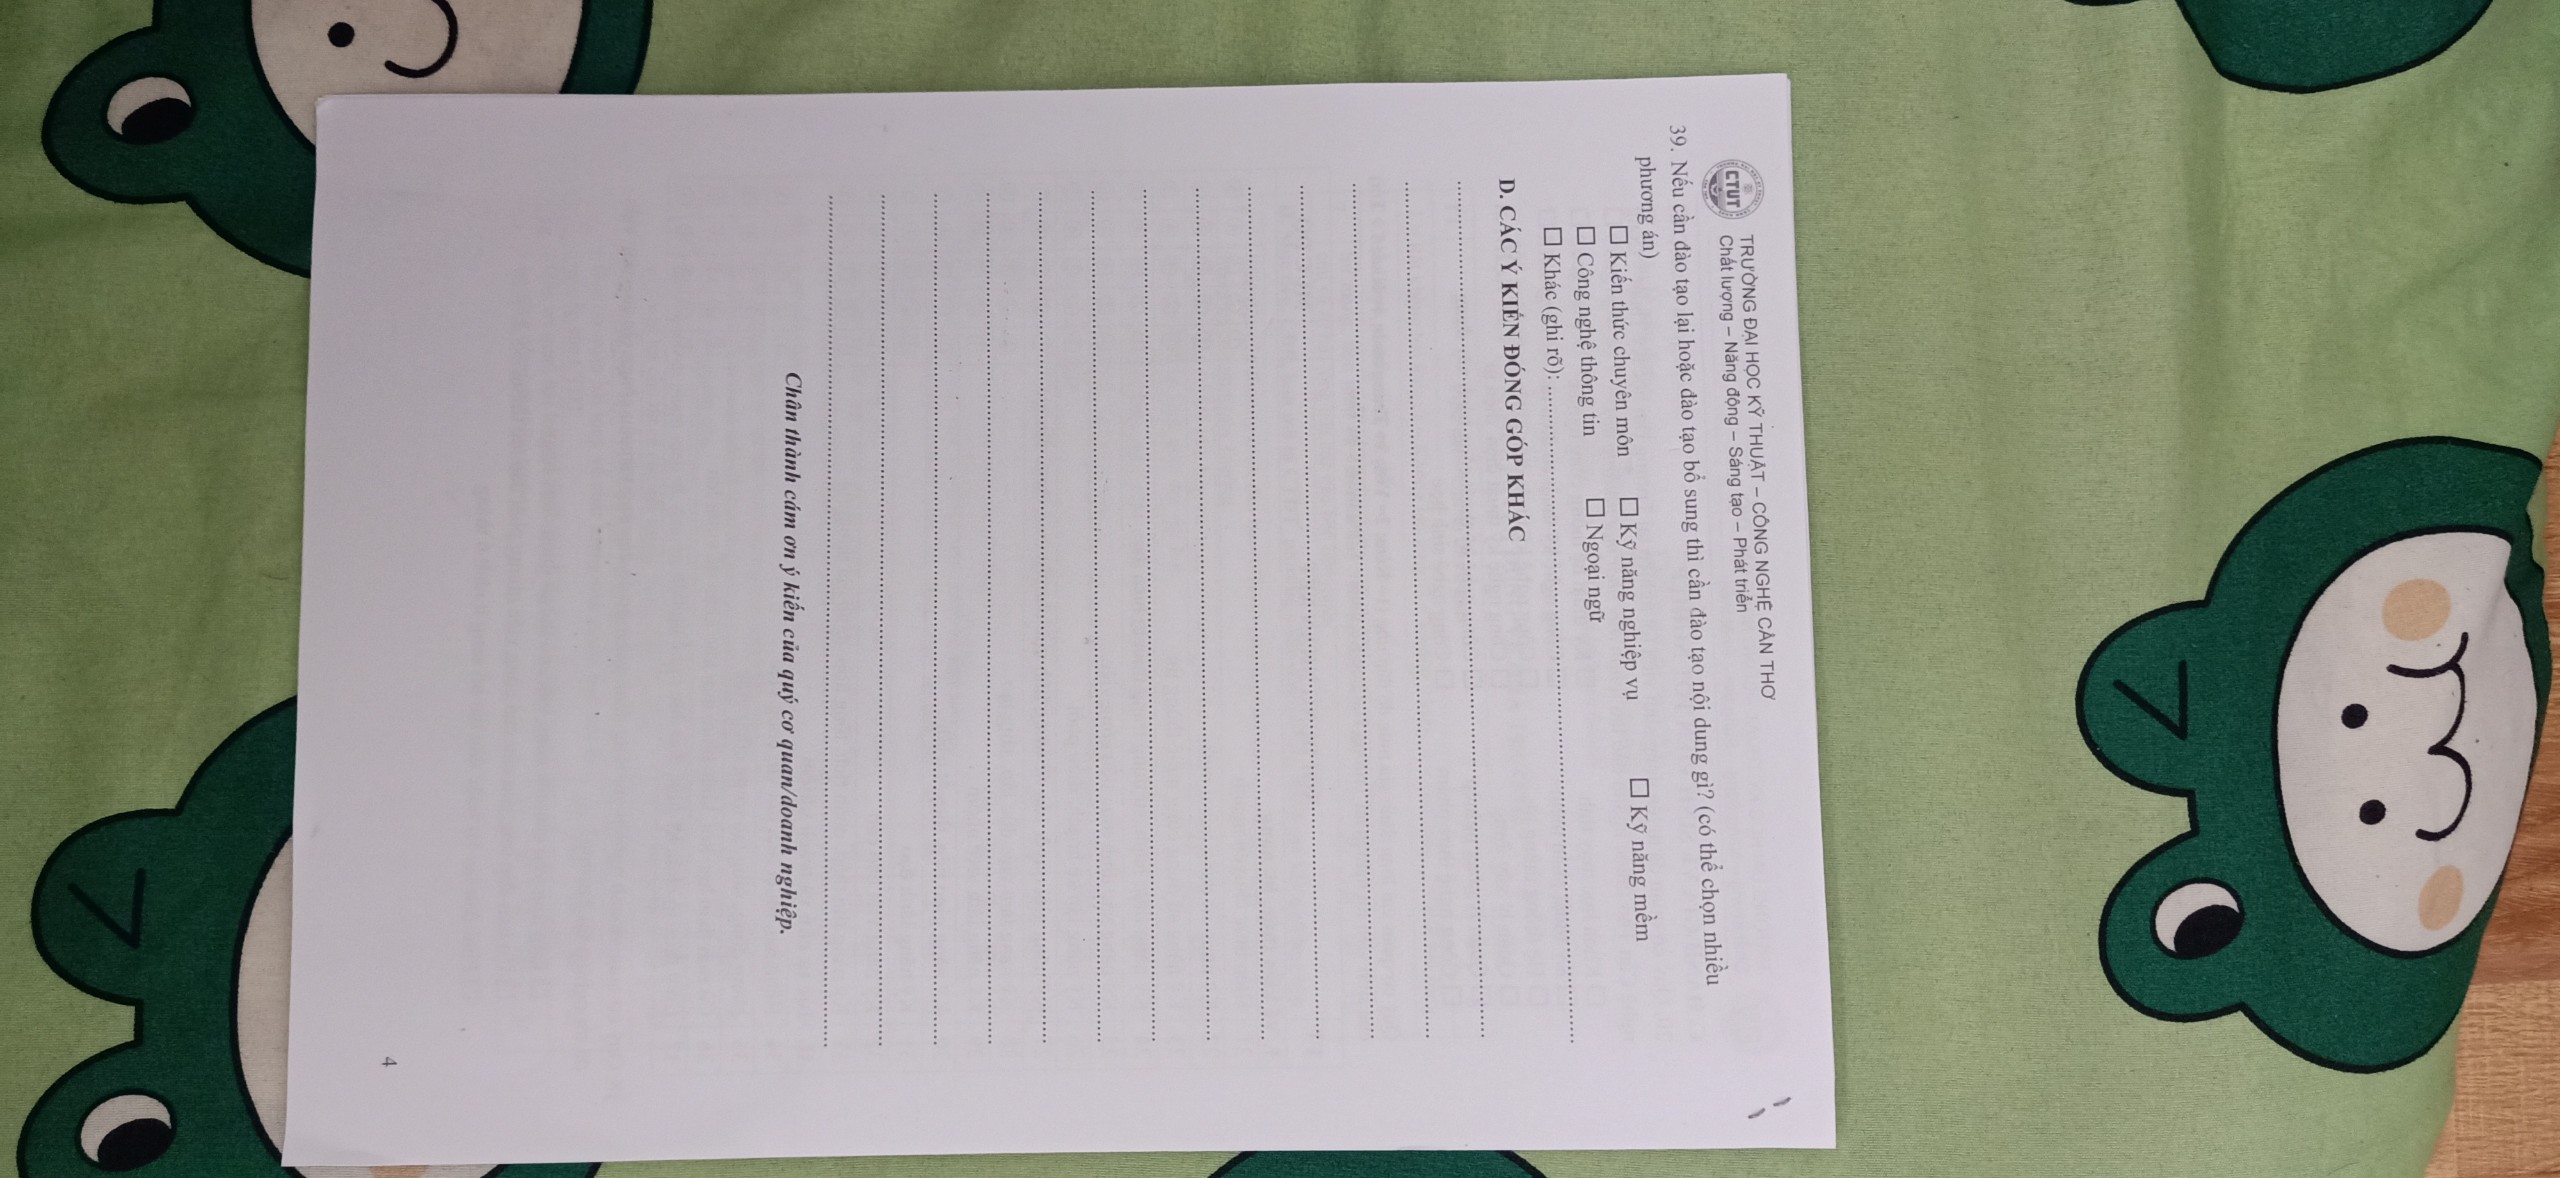 CTUT
TRƯỜNG ĐẠI HỌC KỸ THUẬT – CÔNG NGHỆ CẦN THƠ
Chất lượng – Năng động – Sáng tạo – Phát triển
39. Nếu cần đào tạo lại hoặc đào tạo bổ sung thì cần đào tạo nội dung gì? (có thể chọn nhiều
phương án)
☐ Kiến thức chuyên môn ☐ Kỹ năng nghiệp vụ ☐ Kỹ năng mềm
☐ Công nghệ thông tin ☐ Ngoại ngữ
☐ Khác (ghi rõ):
D. CÁC Ý KIẾN ĐÓNG GÓP KHÁC
Chân thành cám ơn ý kiến của quý cơ quan/doanh nghiệp.
4